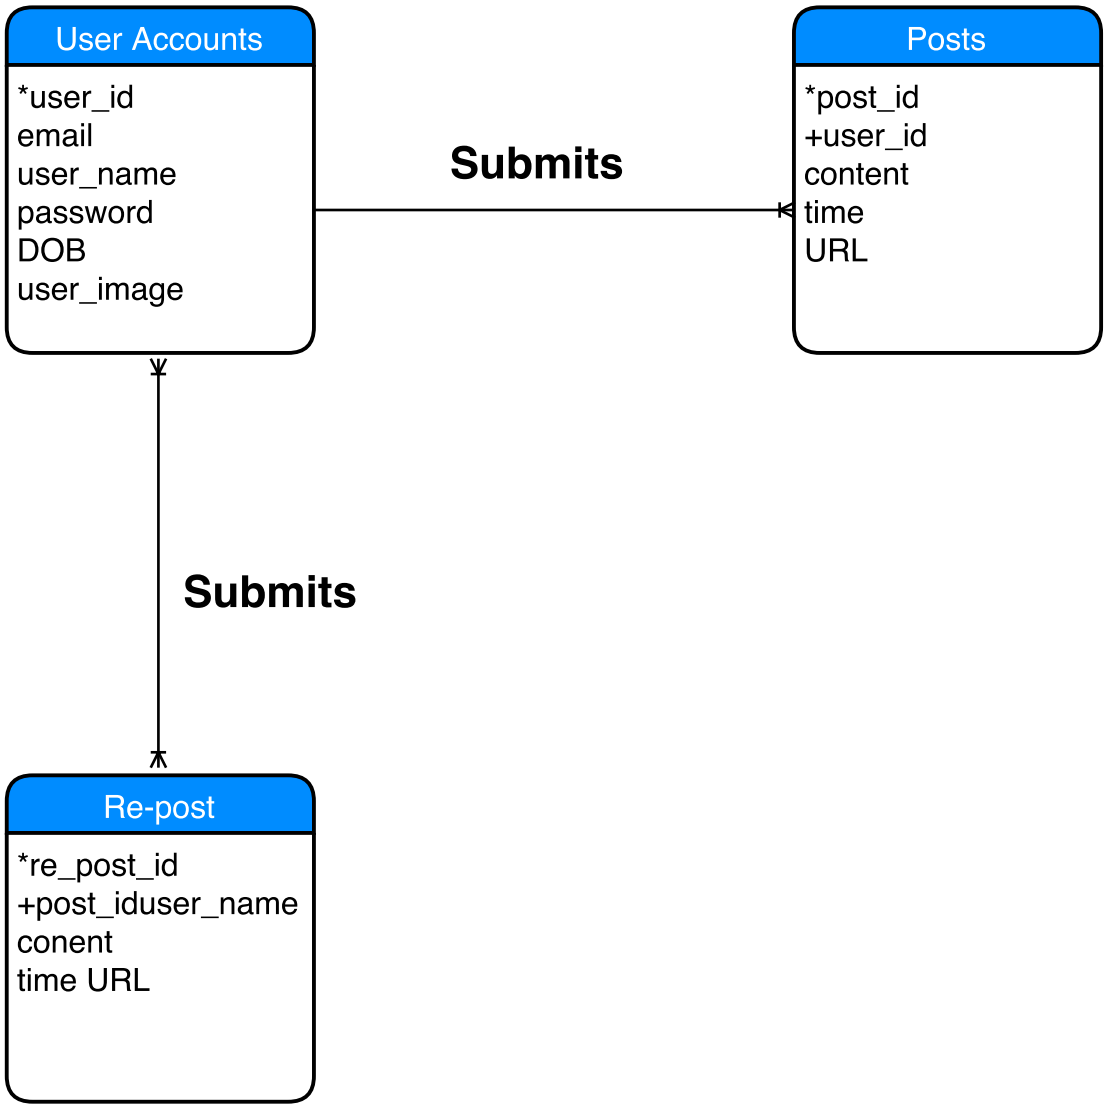 User Accounts
*user_id
email
user_name
password
DOB
user_image
Submits
Posts
*post_id
+user_id
content
time
URL
Submits
Re-post
*re_post_id
+post_iduser_name
conent
time URL